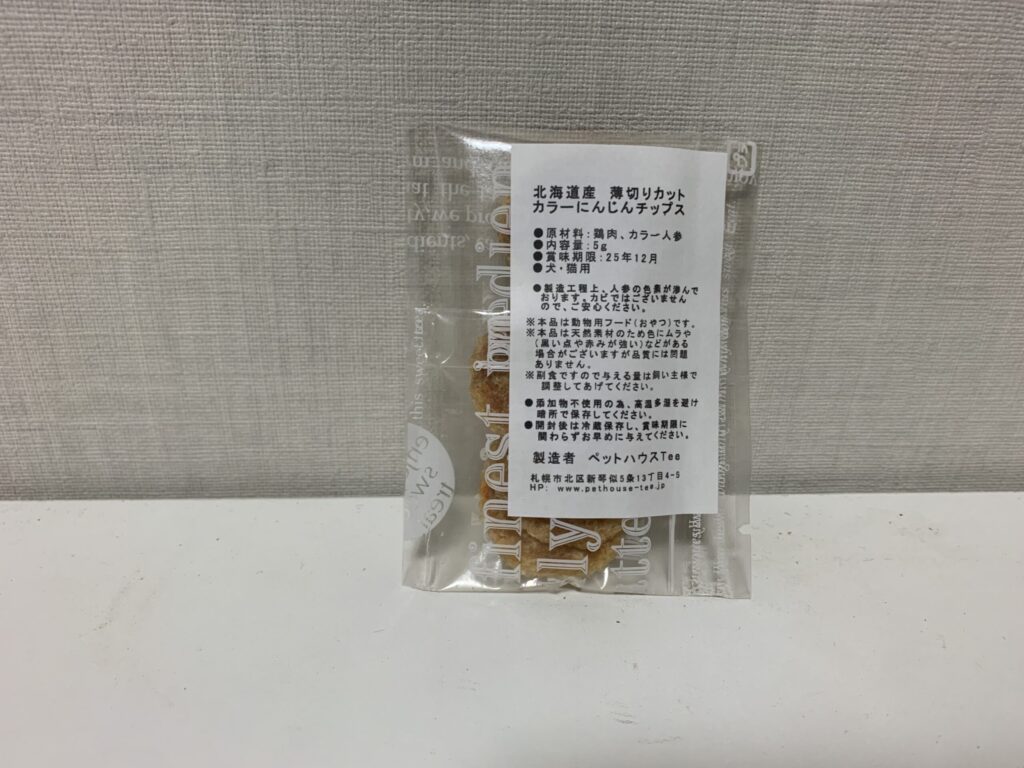 北海道産 薄切りカット
カラーにんじんチップス
●原材料:鶏肉、カラー人参
●内容量:5g
●賞味期限:25年12月
●犬・猫用
●製造工程上、人参の色素が滲んで
おります。カビではございません
ので、ご安心ください。
※本品は動物用フード(おやつ)です。
※本品は天然素材のため色にムラや
(黒い点や赤みが強い)などがある
場合がございますが品質には問題
ありません。
※副食ですので与える量は飼い主様で
調整してあげてください。
●添加物不使用の為、高温多湿を避け
暗所で保存してください。
●開封後は冷蔵保存し、賞味期限に
関わらずお早めに与えてください。
製造者 ペットハウスTee
札幌市北区新琴似5条13丁目4-5
HP: www.pethouse-tee.jp
プラ
this sweet treat
finest
ly